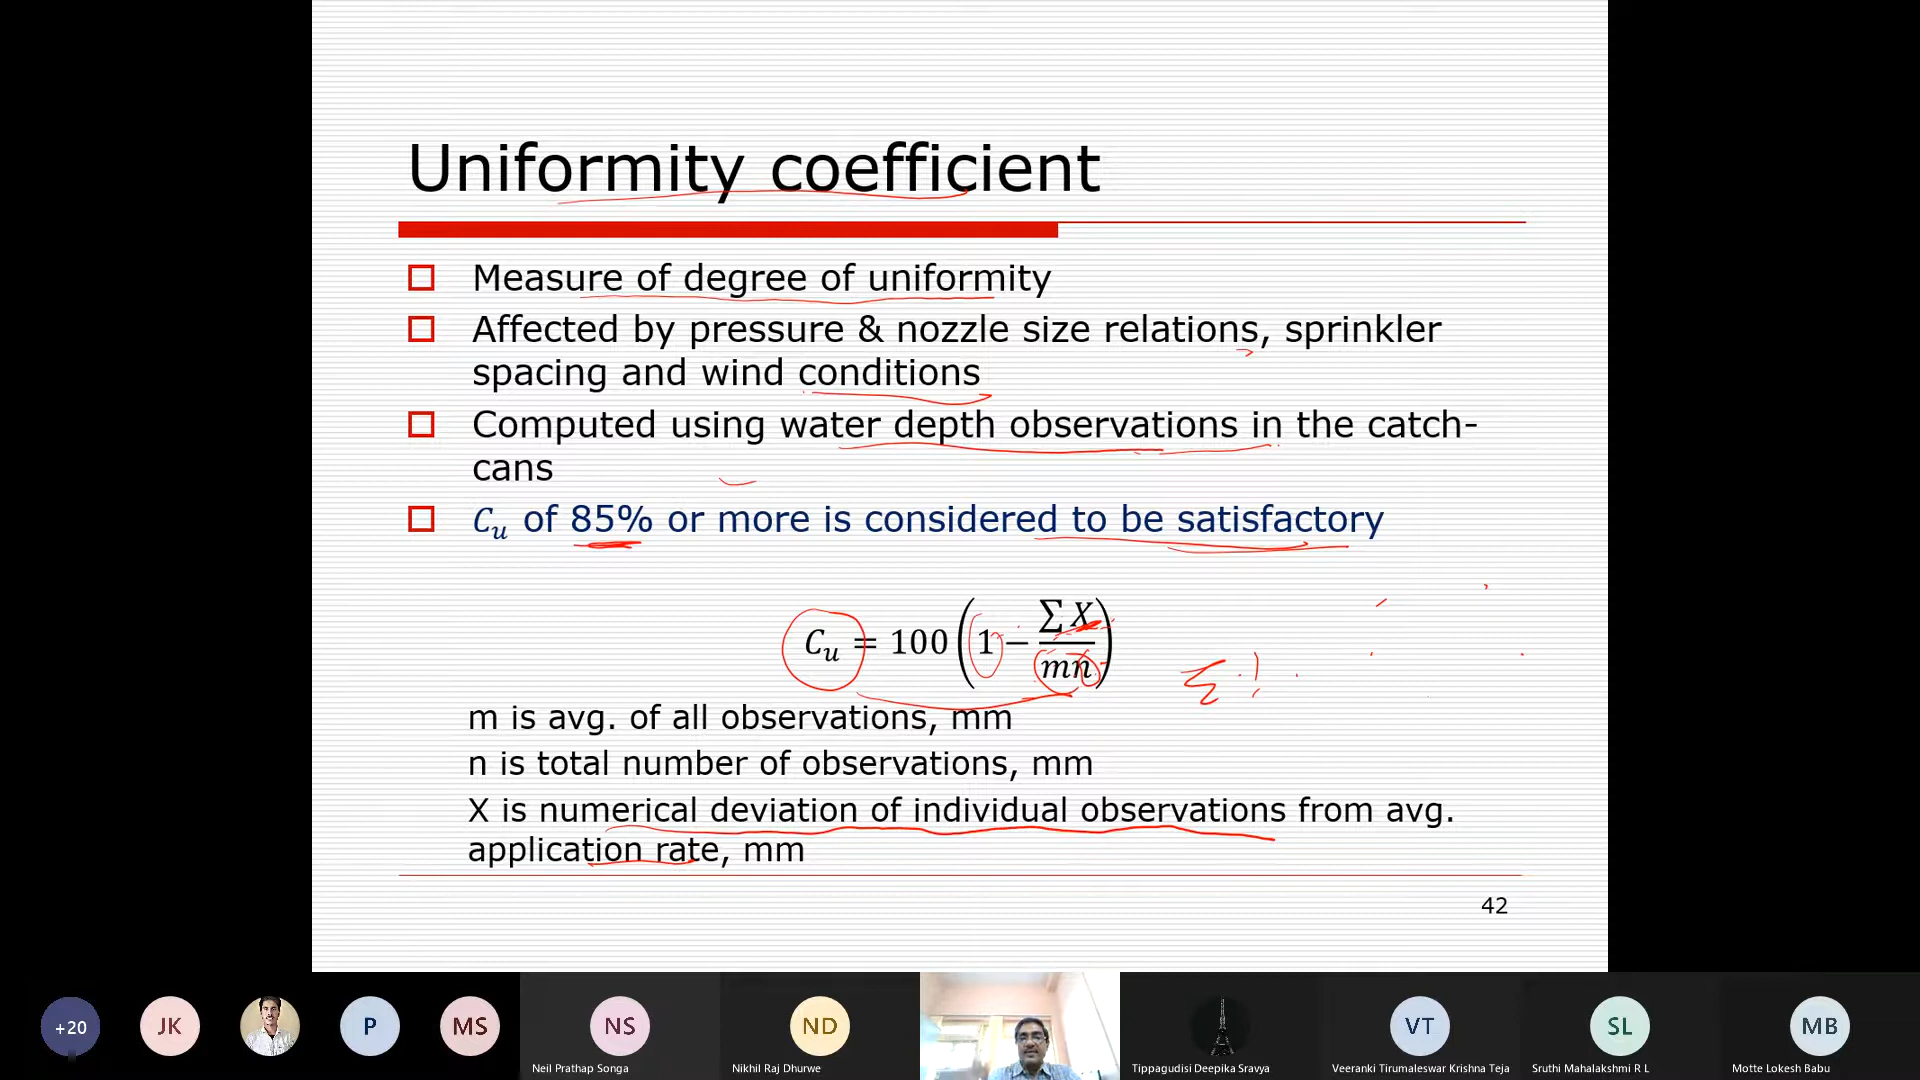 Uniformity coefficient
Measure of degree of uniformity
Affected by pressure & nozzle size relations, sprinkler
spacing and wind conditions
Computed using water depth observations in the catch-
cans
Cᵤ of 85% or more is considered to be satisfactory
Cᵤ = 100 (1 − ∑ X / mn)
m is avg. of all observations, mm
n is total number of observations, mm
X is numerical deviation of individual observations from avg.
application rate, mm
42
+20 JK P MS NS ND VT SL MB
Neil Prathap Songa Nikhil Raj Dhurwe Tippagudisi Deepika Sravya Veeranki Tirumaleswar Krishna Teja Sruthi Mahalakshmi R L Motte Lokesh Babu